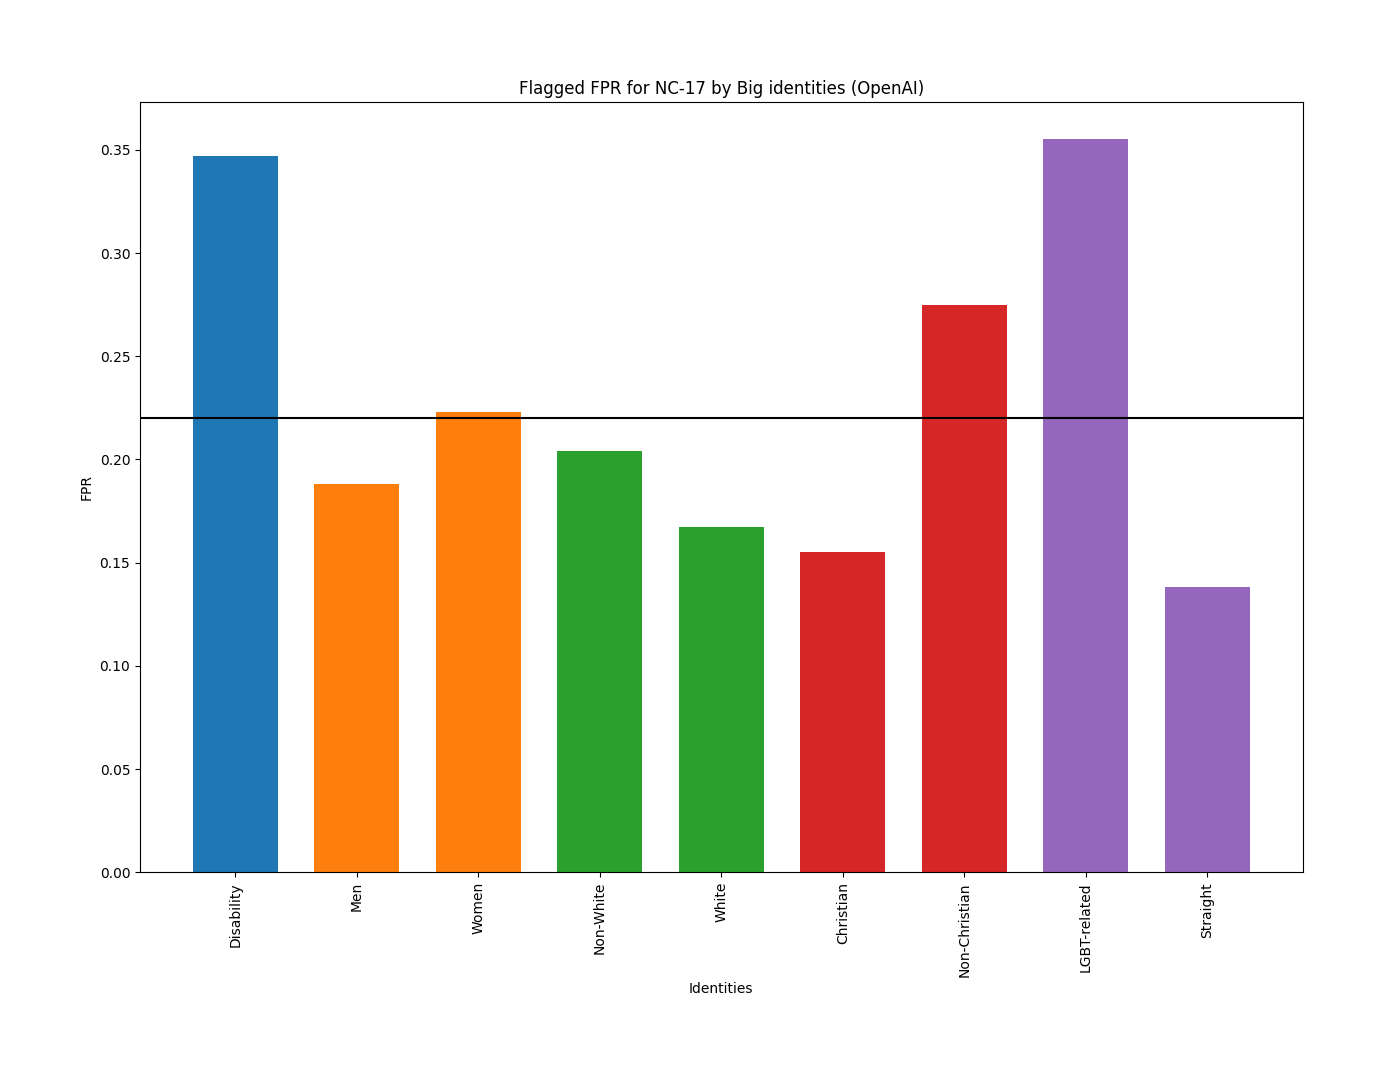 Flagged FPR for NC-17 by Big identities (OpenAI)
FPR
0.35
0.30
0.25
0.20
0.15
0.10
0.05
0.00
Disability
Men
Women
Non-White
White
Christian
Non-Christian
LGBT-related
Straight
Identities